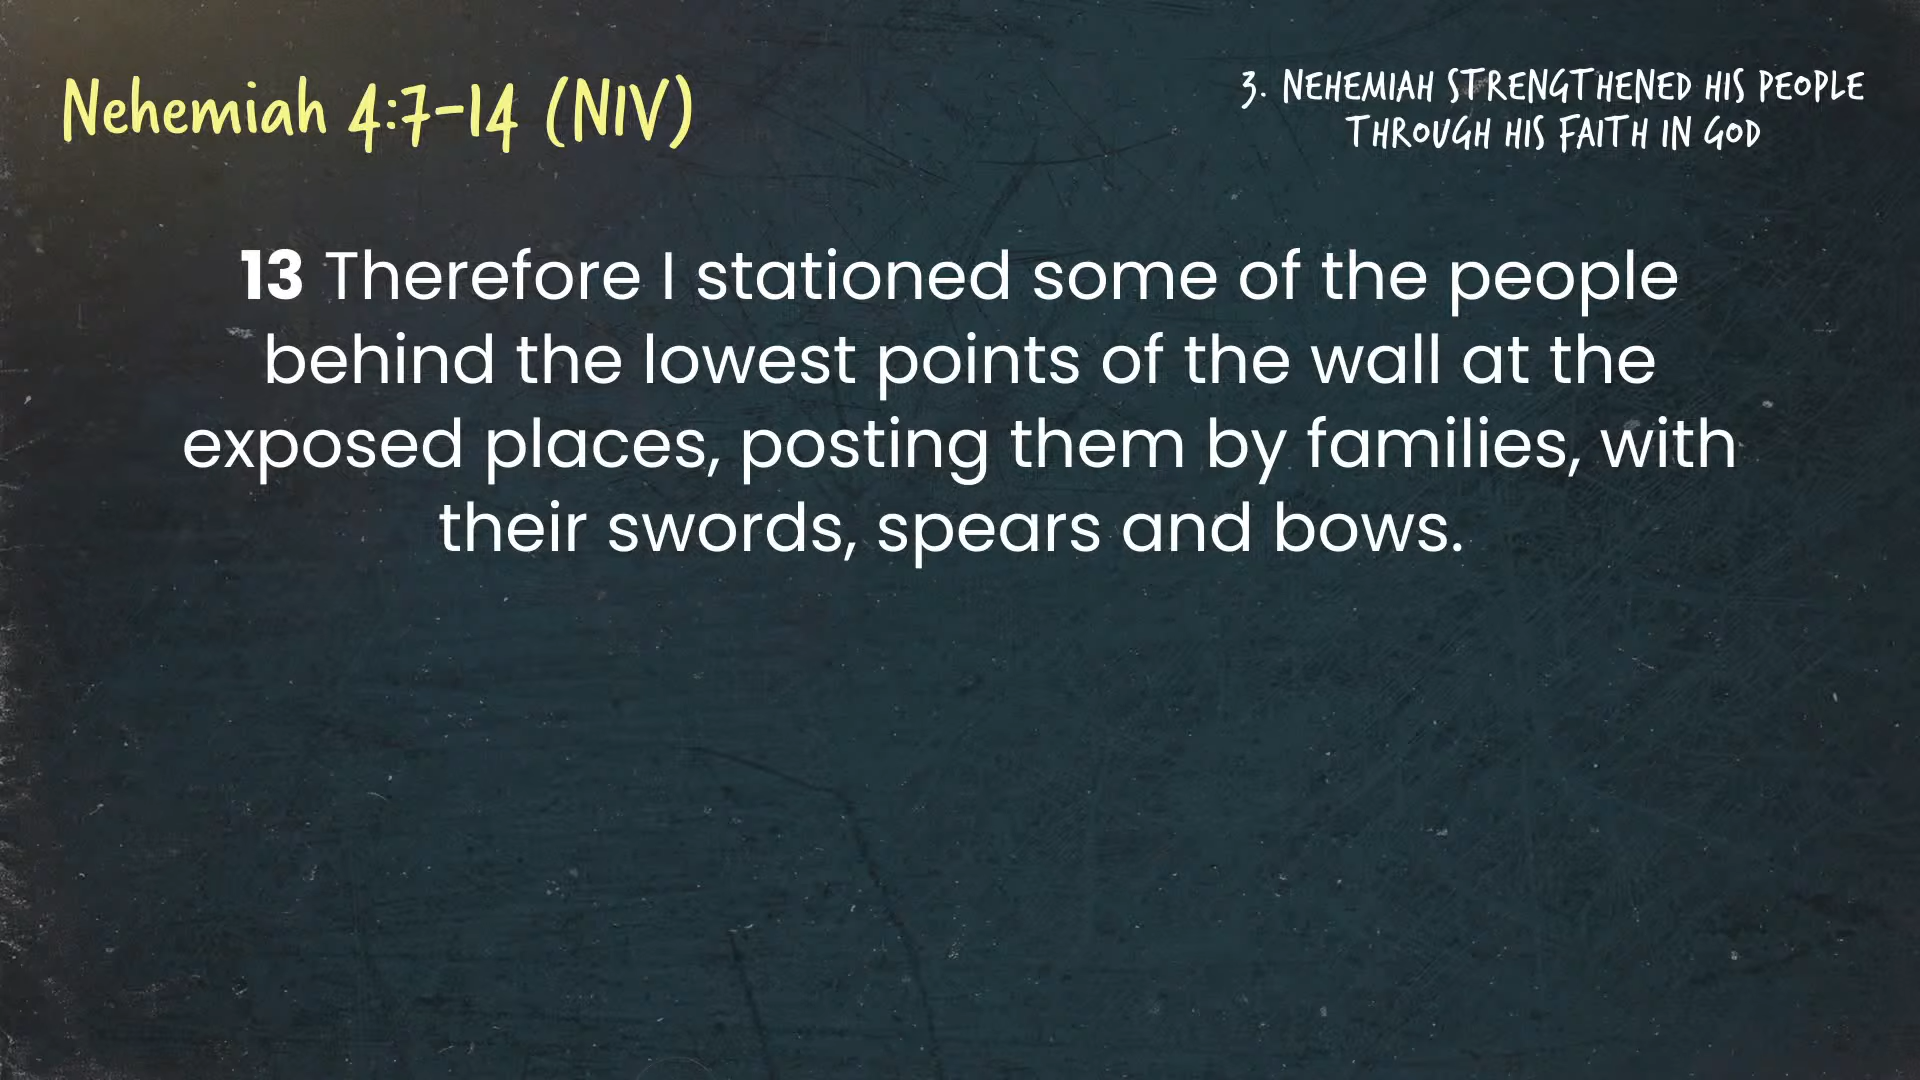 Nehemiah 4:7-14 (NIV)
3. NEHEMIAH STRENGTHENED HIS PEOPLE
THROUGH HIS FAITH IN GOD
13 Therefore I stationed some of the people
behind the lowest points of the wall at the
exposed places, posting them by families, with
their swords, spears and bows.